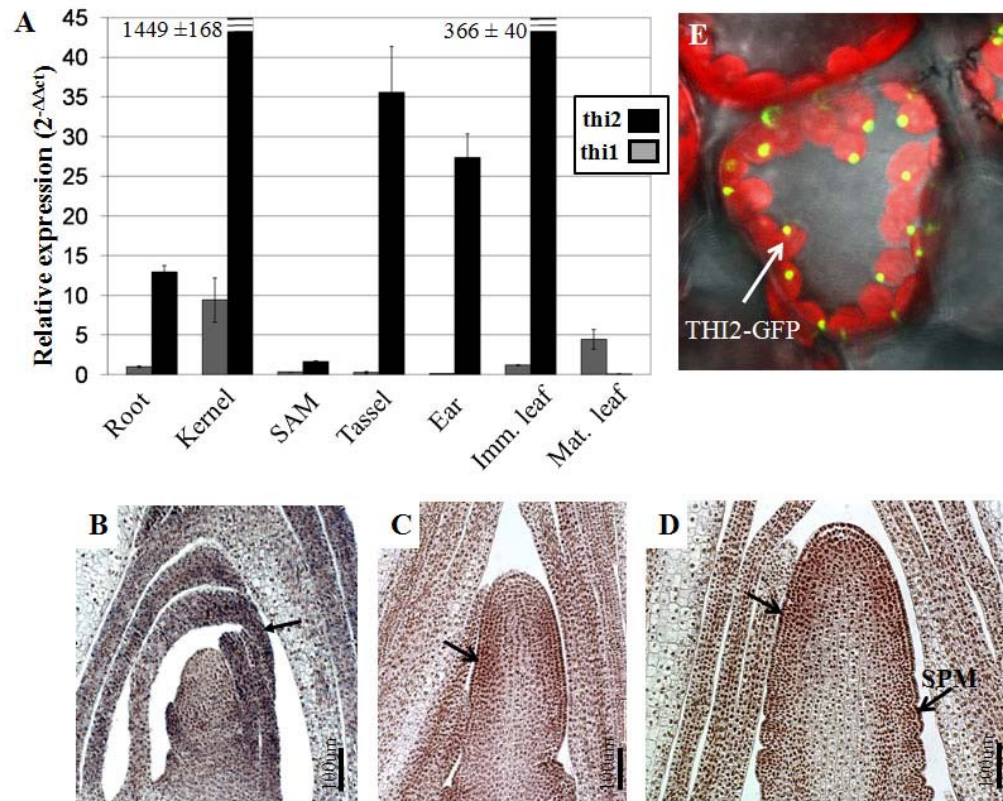 A
Relative expression (2-ΔΔct)
45
40
35
30
25
20
15
10
5
0
1449 ±168
366 ± 40
thi2
thi1
Root
Kernel
SAM
Tassel
Ear
Imm. leaf
Mat. leaf
E
THI2-GFP
B
100um
C
100um
D
SPM
100um